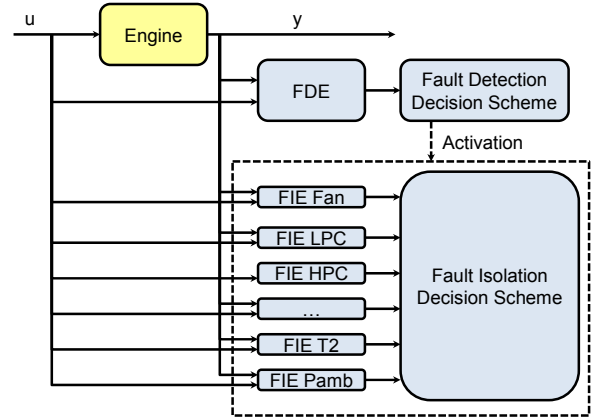 u
Engine
y
FDE
Fault Detection
Decision Scheme
Activation
FIE Fan
FIE LPC
FIE HPC
...
FIE T2
FIE Pamb
Fault Isolation
Decision Scheme